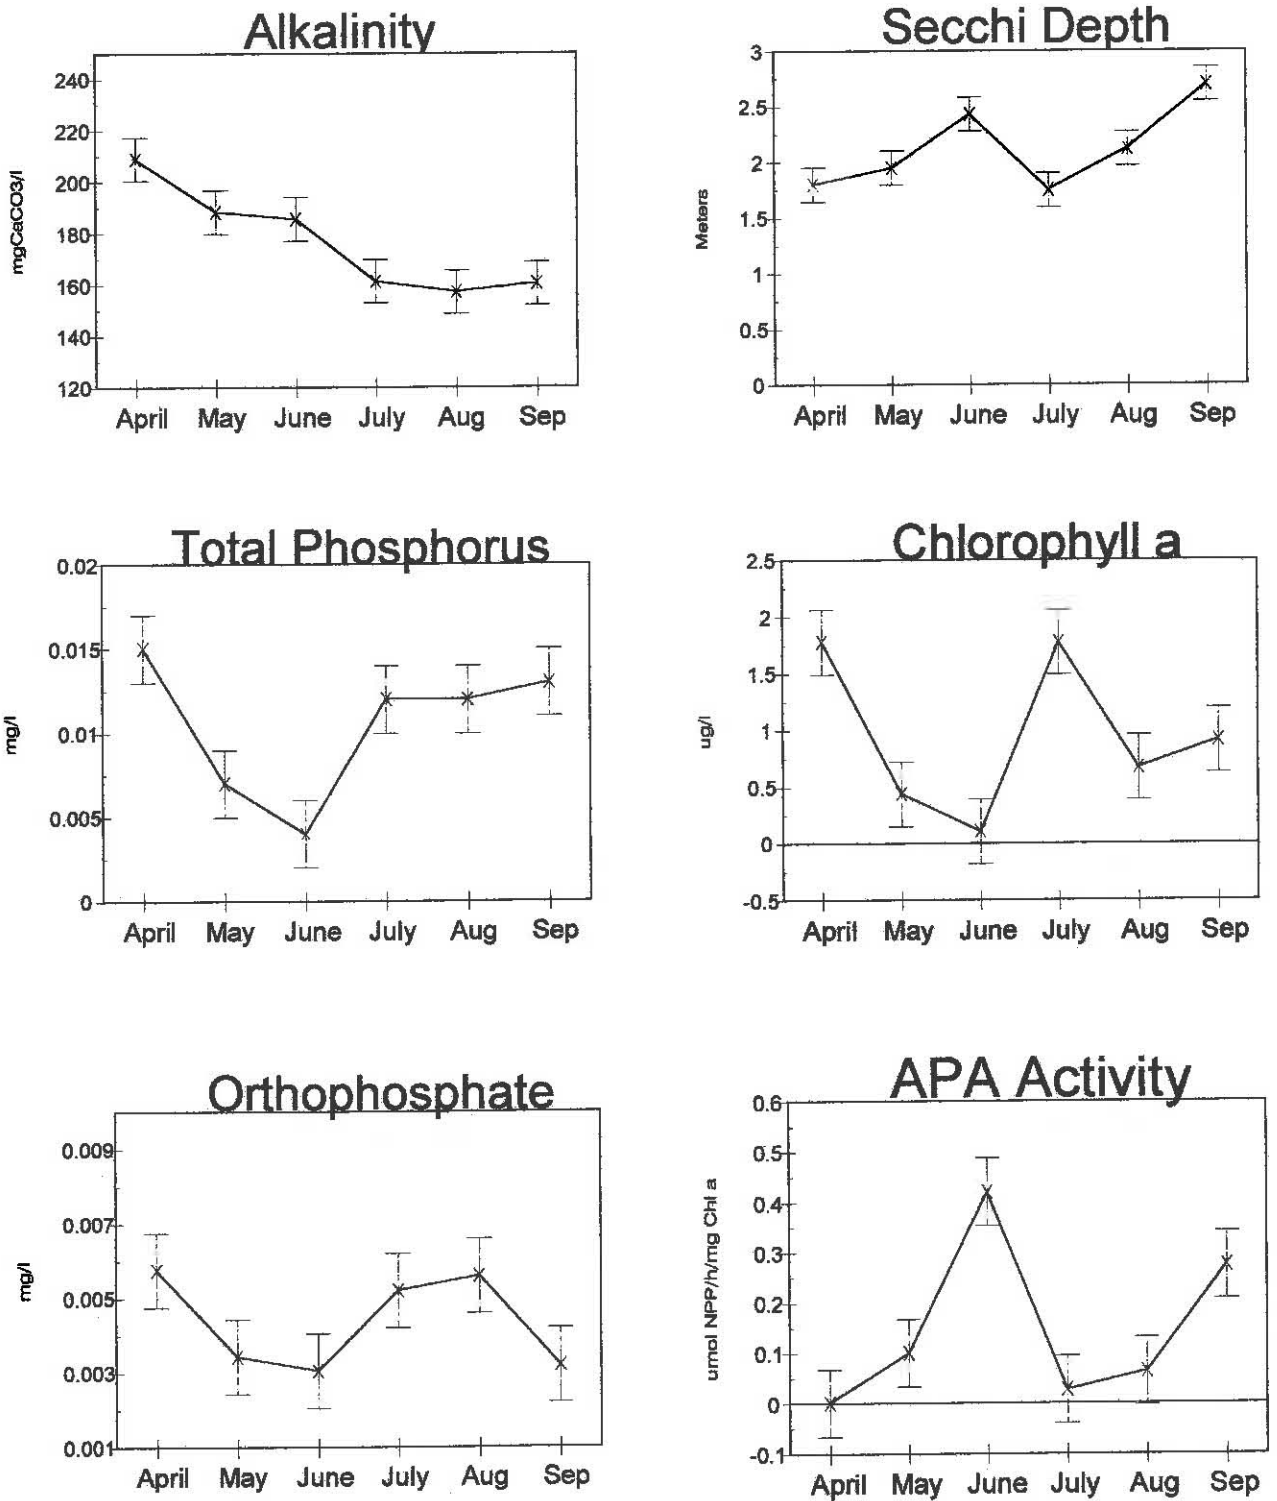 Alkalinity
240
220
200
180
160
140
120
mgCaCO3/l
April May June July Aug Sep
Secchi Depth
3
2.5
2
1.5
1
0.5
0
Meters
April May June July Aug Sep
Total Phosphorus
0.02
0.015
0.01
0.005
0
mg/l
April May June July Aug Sep
Chlorophyll a
2.5
2
1.5
1
0.5
0
-0.5
ug/l
April May June July Aug Sep
Orthophosphate
0.009
0.007
0.005
0.003
0.001
mg/l
April May June July Aug Sep
APA Activity
0.6
0.5
0.4
0.3
0.2
0.1
0
-0.1
umol NPP/h/mg Chl a
April May June July Aug Sep